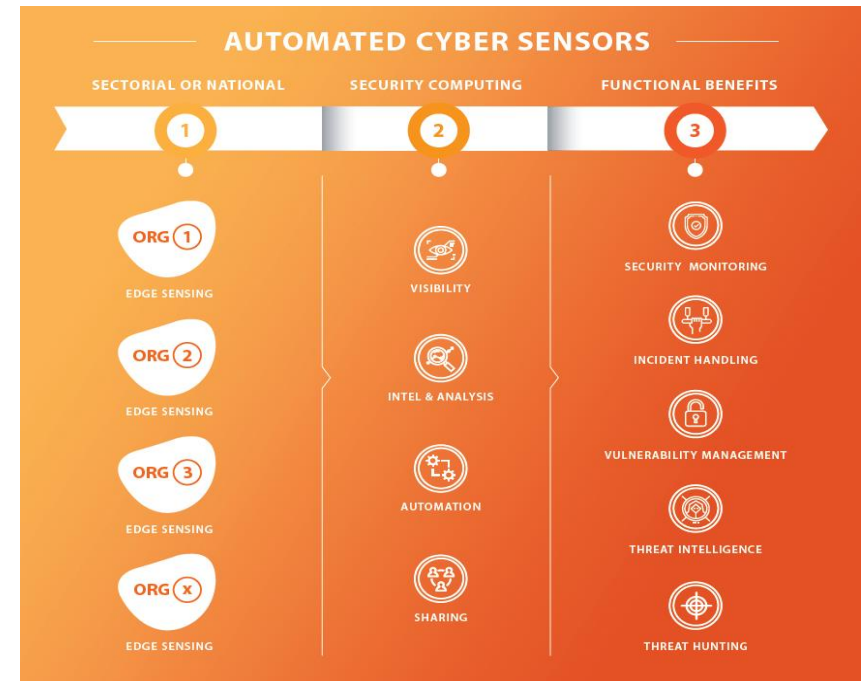 AUTOMATED CYBER SENSORS
SECTORIAL OR NATIONAL
1
ORG 1
EDGE SENSING
ORG 2
EDGE SENSING
ORG 3
EDGE SENSING
ORG x
EDGE SENSING
SECURITY COMPUTING
2
VISIBILITY
INTEL & ANALYSIS
AUTOMATION
SHARING
FUNCTIONAL BENEFITS
3
SECURITY MONITORING
INCIDENT HANDLING
VULNERABILITY MANAGEMENT
THREAT INTELLIGENCE
THREAT HUNTING